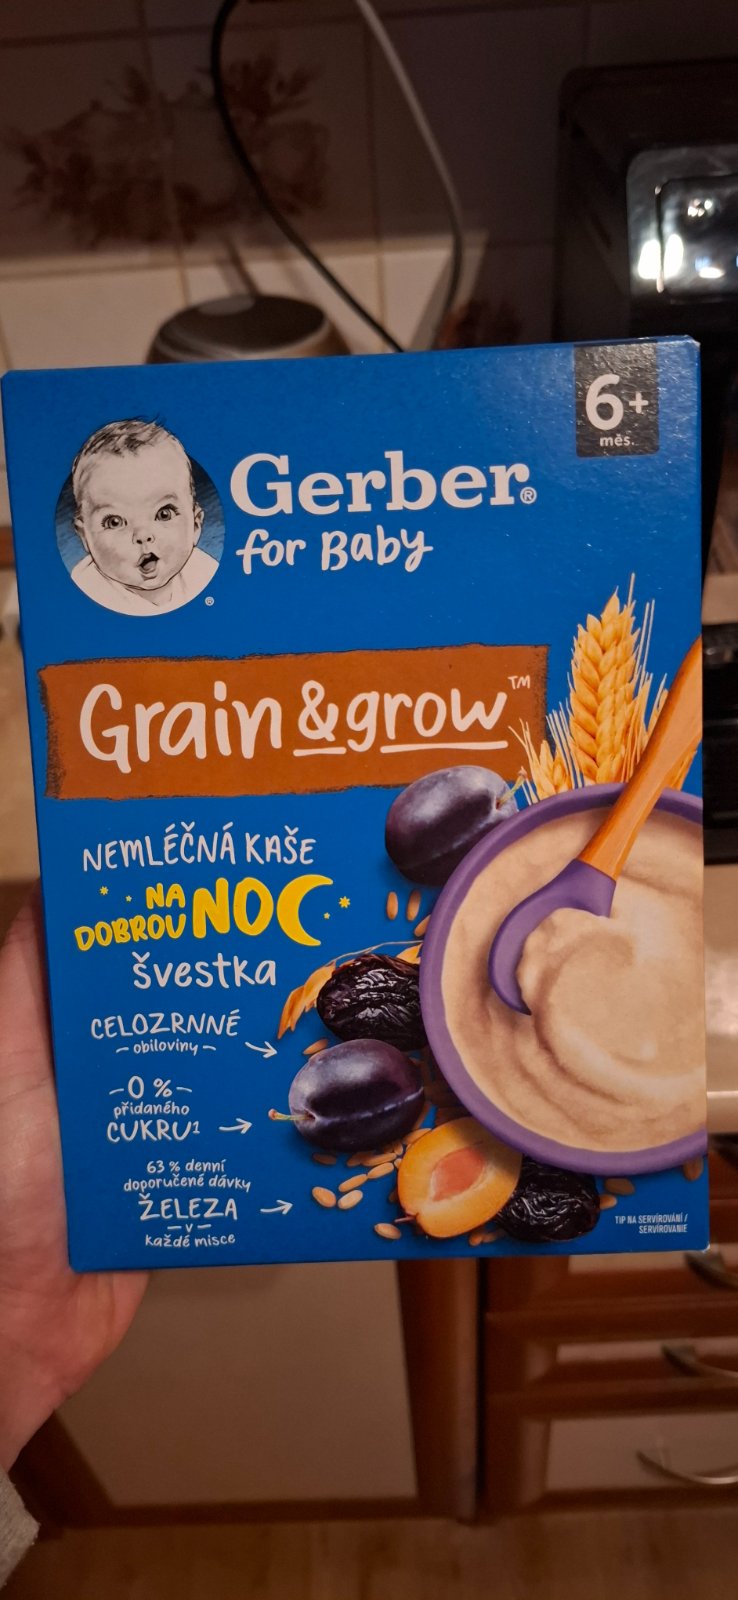 6+
měs.
Gerber®
for Baby
®
Grain & grow™
NEMLÉČNÁ KAŠE
NA
DOBROU NOC
švestka
CELOZRNNÉ
- obiloviny -
-0 %-
přidaného
CUKRU¹
63 % denní
doporučené dávky
ŽELEZA
- v -
každé misce
TIP NA SERVÍROVÁNÍ /
SERVÍROVANIE